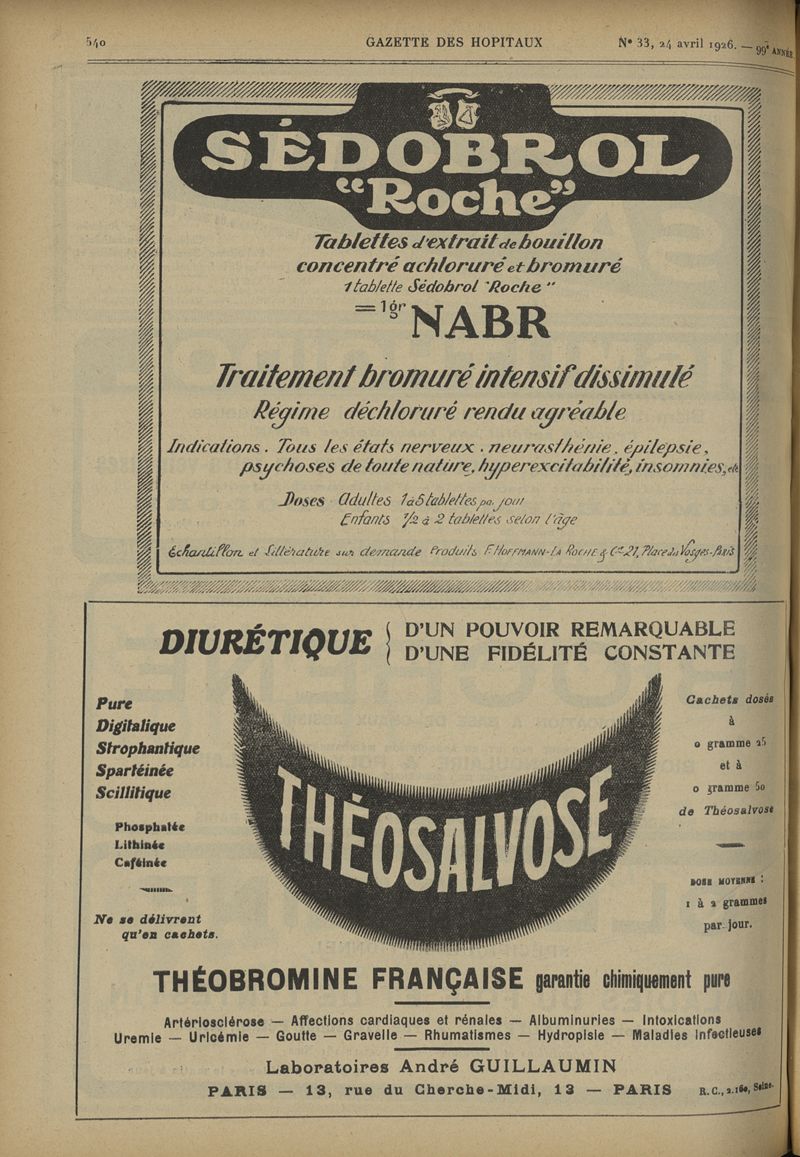 540
GAZETTE DES HOPITAUX
N° 33, 24 avril 1926. — 99e ANNÉE
SÉDOBROL
"Roche"
Tablettes d'extrait de bouillon
concentré achloruré et bromuré
1 tablette Sédobrol "Roche"
= 1gr NABR
Traitement bromuré intensif dissimulé
Régime déchloruré rendu agréable
Indications. Tous les états nerveux. neurasthénie. épilepsie,
psychoses de toute nature, hyperexcitabilité, insomnies, etc
Doses Adultes 1 à 5 tablettes par jour
Enfants 1/2 à 2 tablettes selon l'âge
Échantillon et Littérature sur demande Produits F. HOFFMANN-LA ROCHE & Cie 21, Place des Vosges-Paris
DIURÉTIQUE
D'UN POUVOIR REMARQUABLE
D'UNE FIDÉLITÉ CONSTANTE
Pure
Digitalique
Strophantique
Spartéinée
Scillitique
Phosphatée
Lithinée
Caféinée
Ne se délivrent
qu'en cachets.
THÉOSALVOSE
Cachets dosés
à
0 gramme 25
et à
0 gramme 50
de Théosalvose
DOSE MOYENNE :
1 à 2 grammes
par jour.
THÉOBROMINE FRANÇAISE garantie chimiquement pure
Artériosclérose — Affections cardiaques et rénales — Albuminuries — Intoxications
Uremie — Uricémie — Goutte — Gravelle — Rhumatismes — Hydropisie — Maladies infectieuses
Laboratoires André GUILLAUMIN
PARIS — 13, rue du Cherche-Midi, 13 — PARIS
R. C., 2.160, Seine.